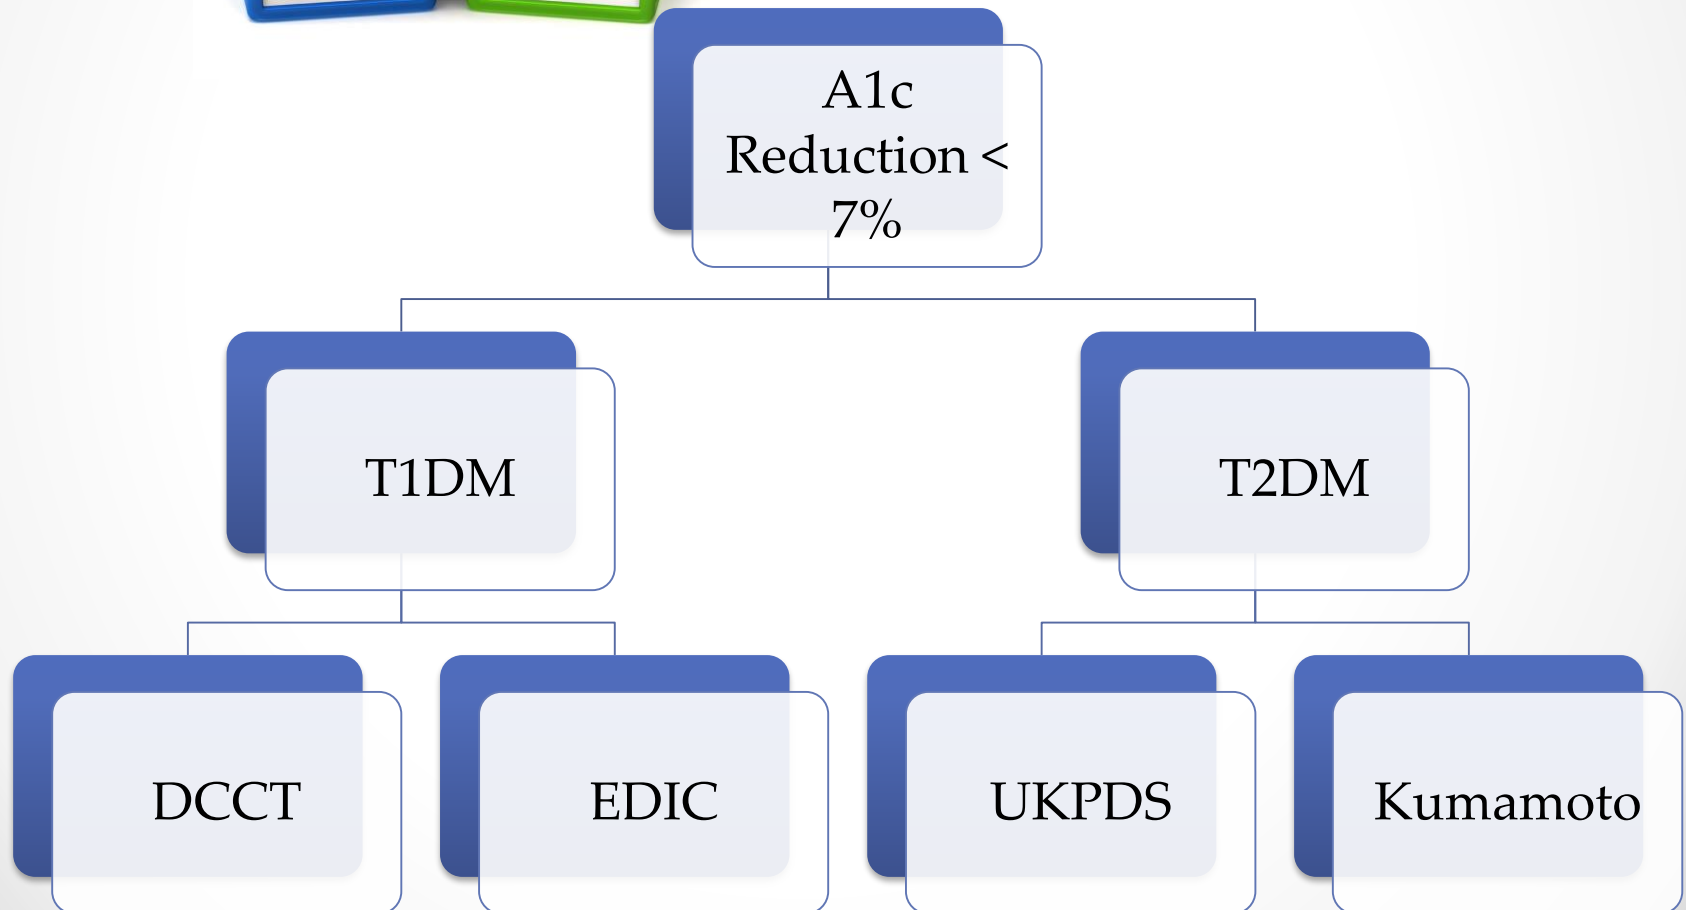 A1c
Reduction <
7%
T1DM
T2DM
DCCT
EDIC
UKPDS
Kumamoto